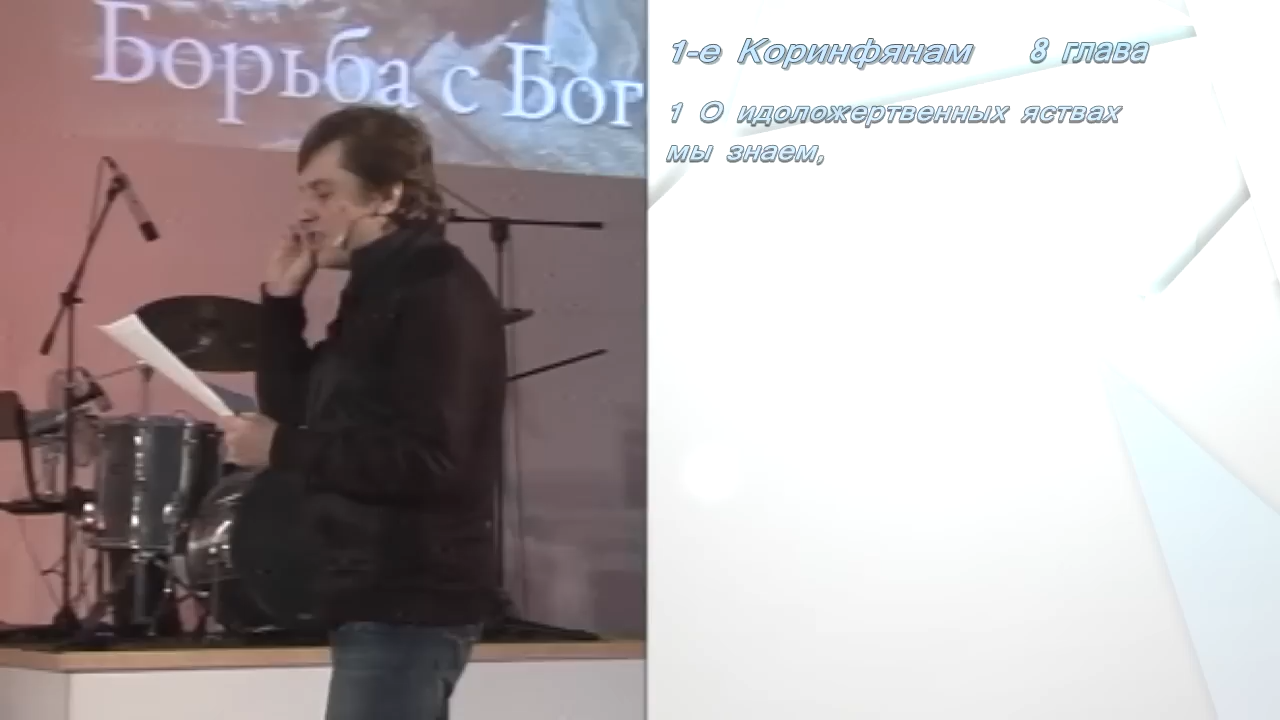 Борьба с Бог
1-е Коринфянам 8 глава
1 О идоложертвенных яствах
мы знаем,